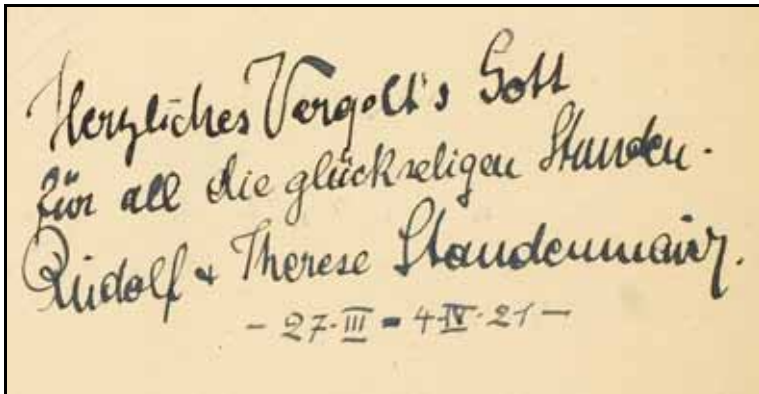 Herzliches Vergelt's Gott
für all die glückseligen Stunden.
Rudolf + Therese Staudenmaier.
- 27. III - 4. IV. 21 -